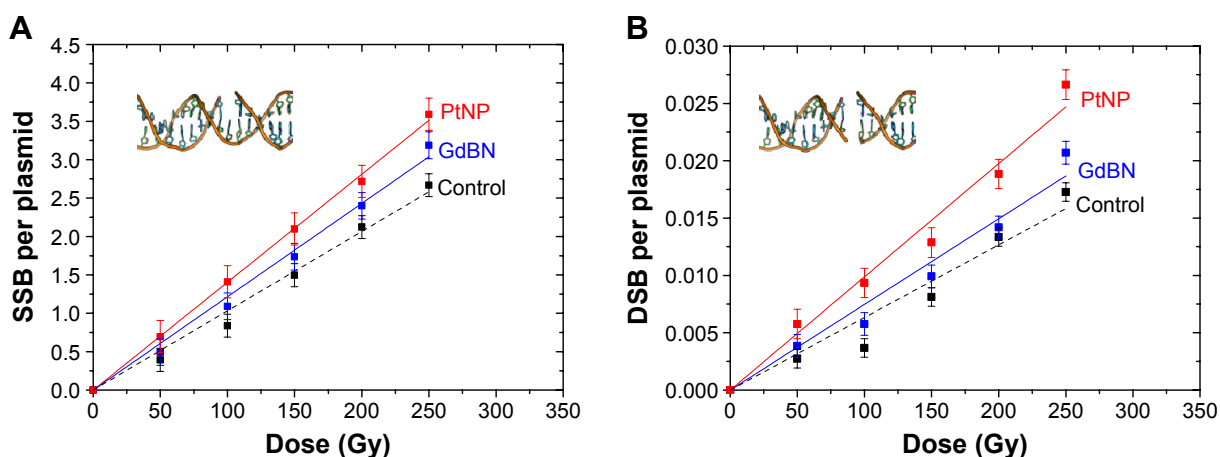 A
SSB per plasmid
4.5
4.0
3.5
3.0
2.5
2.0
1.5
1.0
0.5
0.0
PtNP
GdBN
Control
0 50 100 150 200 250 300 350
Dose (Gy)
B
DSB per plasmid
0.030
0.025
0.020
0.015
0.010
0.005
0.000
PtNP
GdBN
Control
0 50 100 150 200 250 300 350
Dose (Gy)